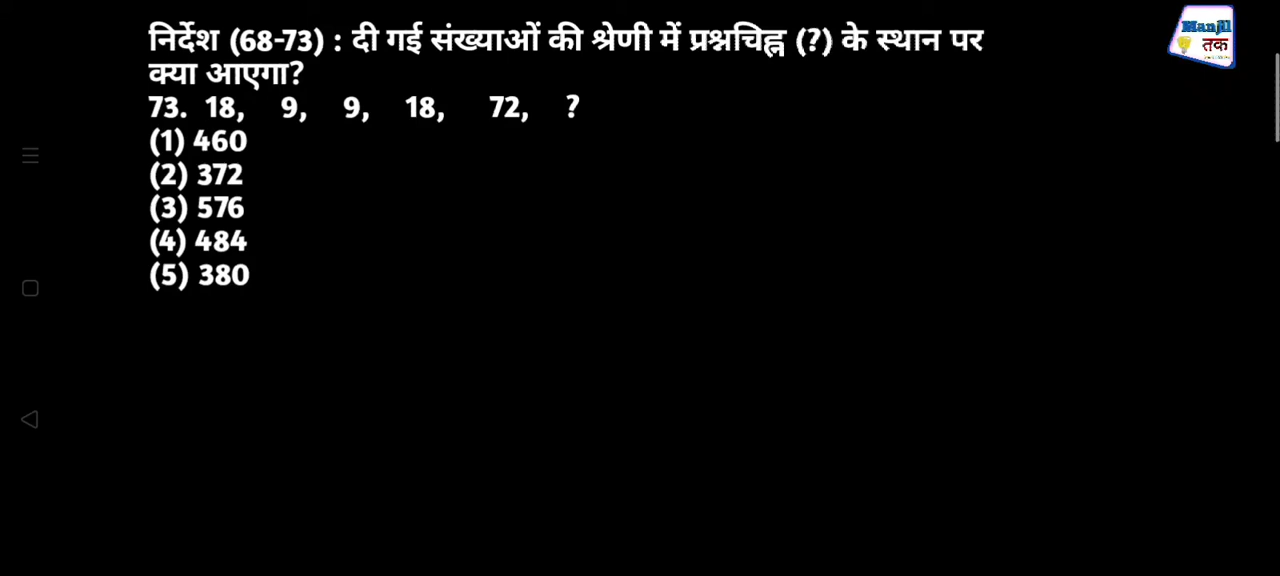 निर्देश (68-73) : दी गई संख्याओं की श्रेणी में प्रश्नचिह्न (?) के स्थान पर
क्या आएगा?
73. 18, 9, 9, 18, 72, ?
(1) 460
(2) 372
(3) 576
(4) 484
(5) 380
Manjil
तक